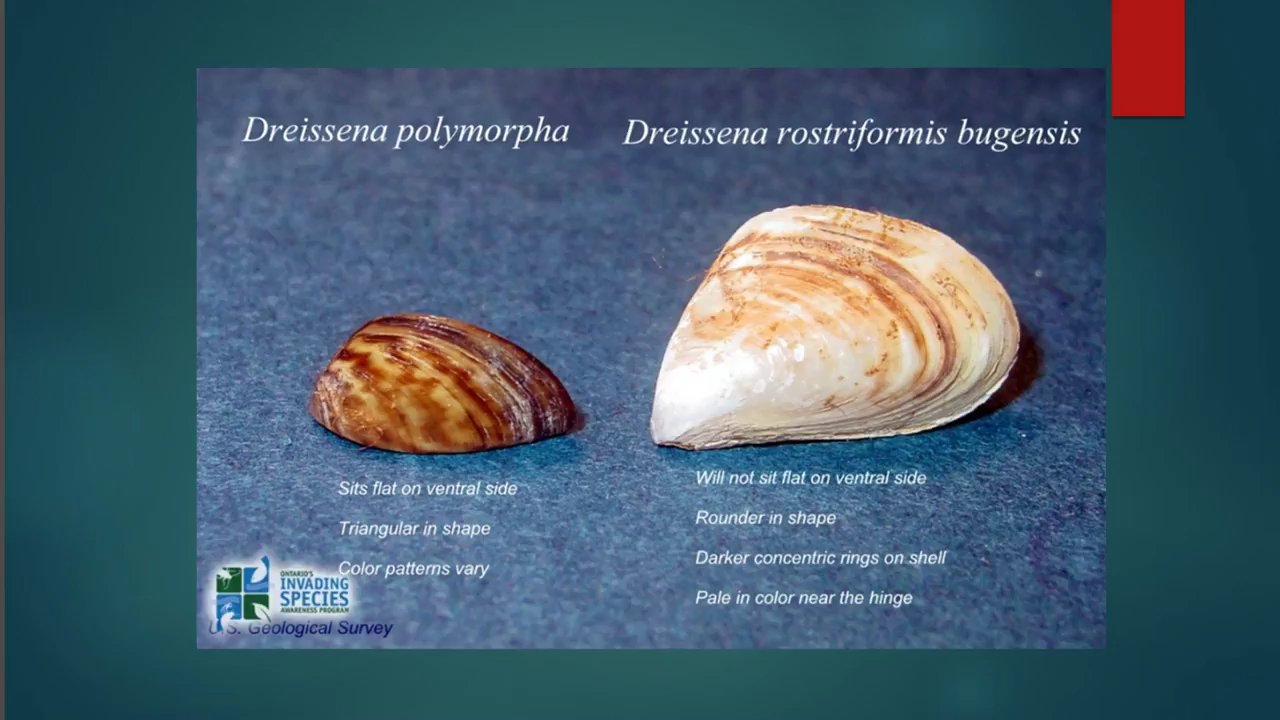 Dreissena polymorpha
Dreissena rostriformis bugensis
Sits flat on ventral side
Triangular in shape
Color patterns vary
Will not sit flat on ventral side
Rounder in shape
Darker concentric rings on shell
Pale in color near the hinge
ONTARIO'S
INVADING
SPECIES
AWARENESS PROGRAM
U.S. Geological Survey